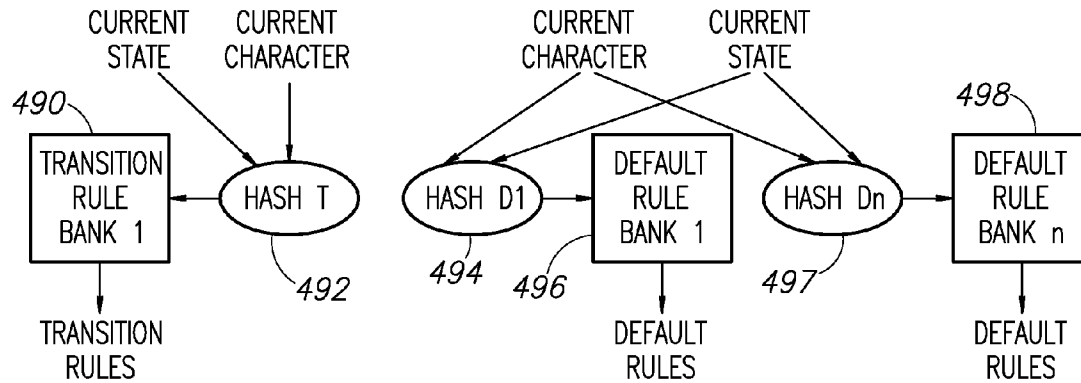 CURRENT STATE
CURRENT CHARACTER
CURRENT CHARACTER
CURRENT STATE
490
TRANSITION
RULE
BANK 1
HASH T
492
TRANSITION
RULES
HASH D1
494
DEFAULT
RULE
BANK 1
496
DEFAULT
RULES
HASH Dn
497
498
DEFAULT
RULE
BANK n
DEFAULT
RULES